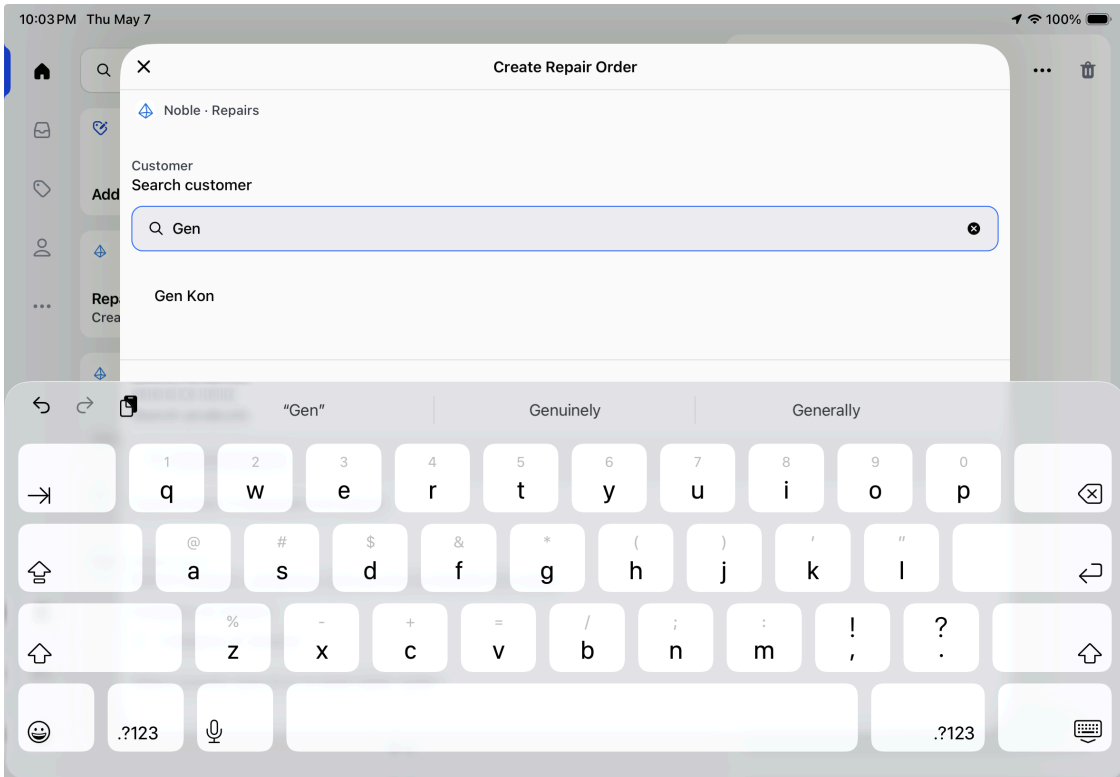 10:03 PM Thu May 7
100%
Create Repair Order
Noble · Repairs
Customer
Search customer
Add
Gen
Gen Kon
Rep
Crea
“Gen” Genuinely Generally
1 2 3 4 5 6 7 8 9 0
q w e r t y u i o p
@ # $ & * ( ) ' "
a s d f g h j k l
% - + = / ; : ! ?
z x c v b n m , .
.?123 .?123